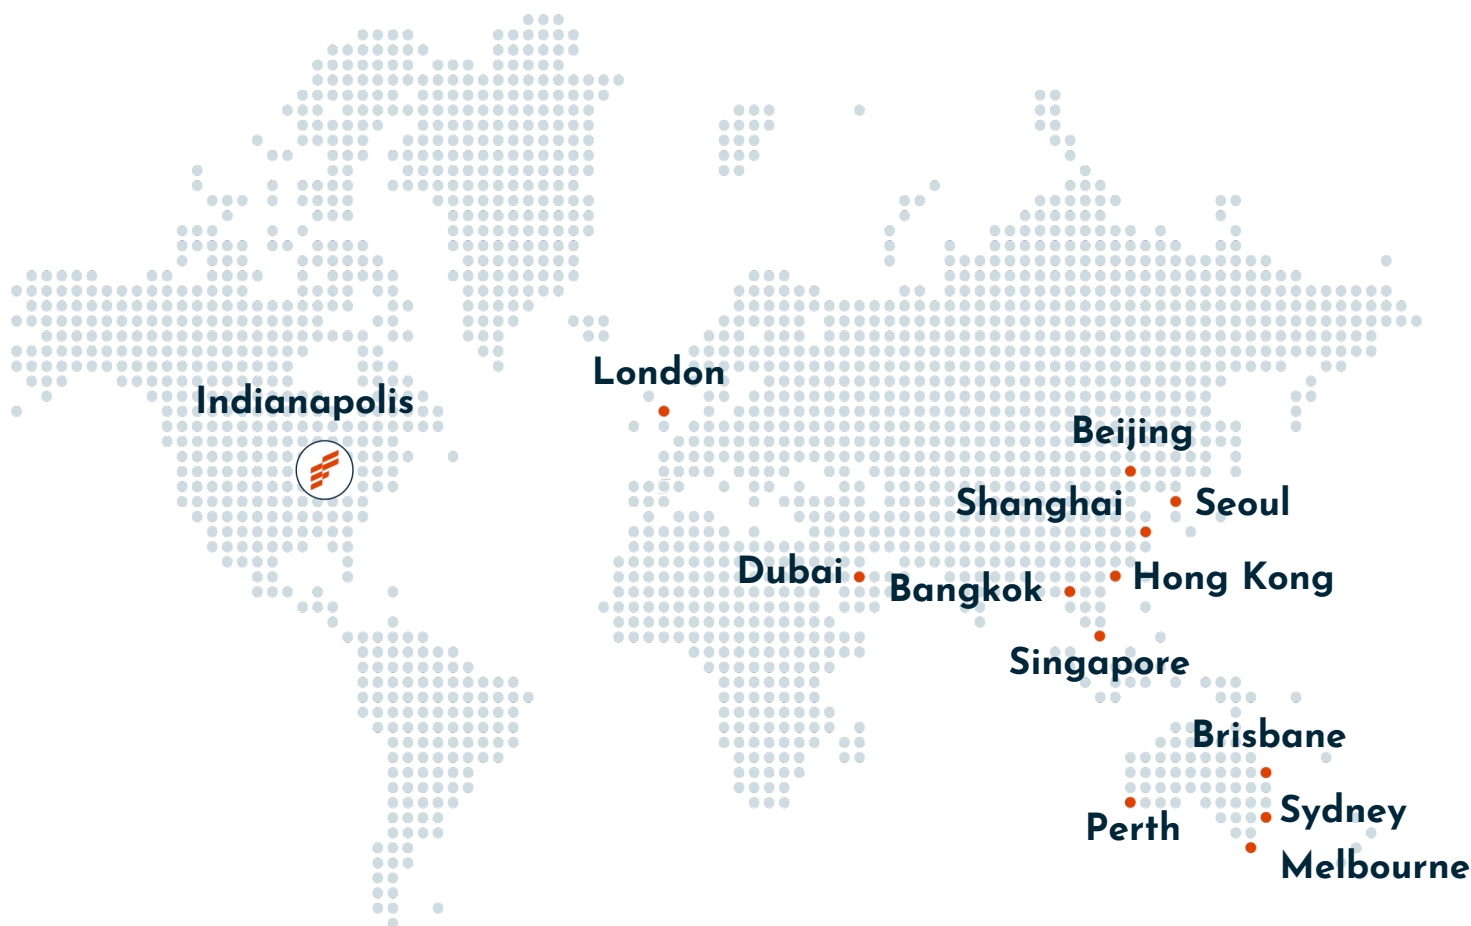 London
Indianapolis
Beijing
Shanghai
Seoul
Dubai
Bangkok
Hong Kong
Singapore
Brisbane
Sydney
Perth
Melbourne